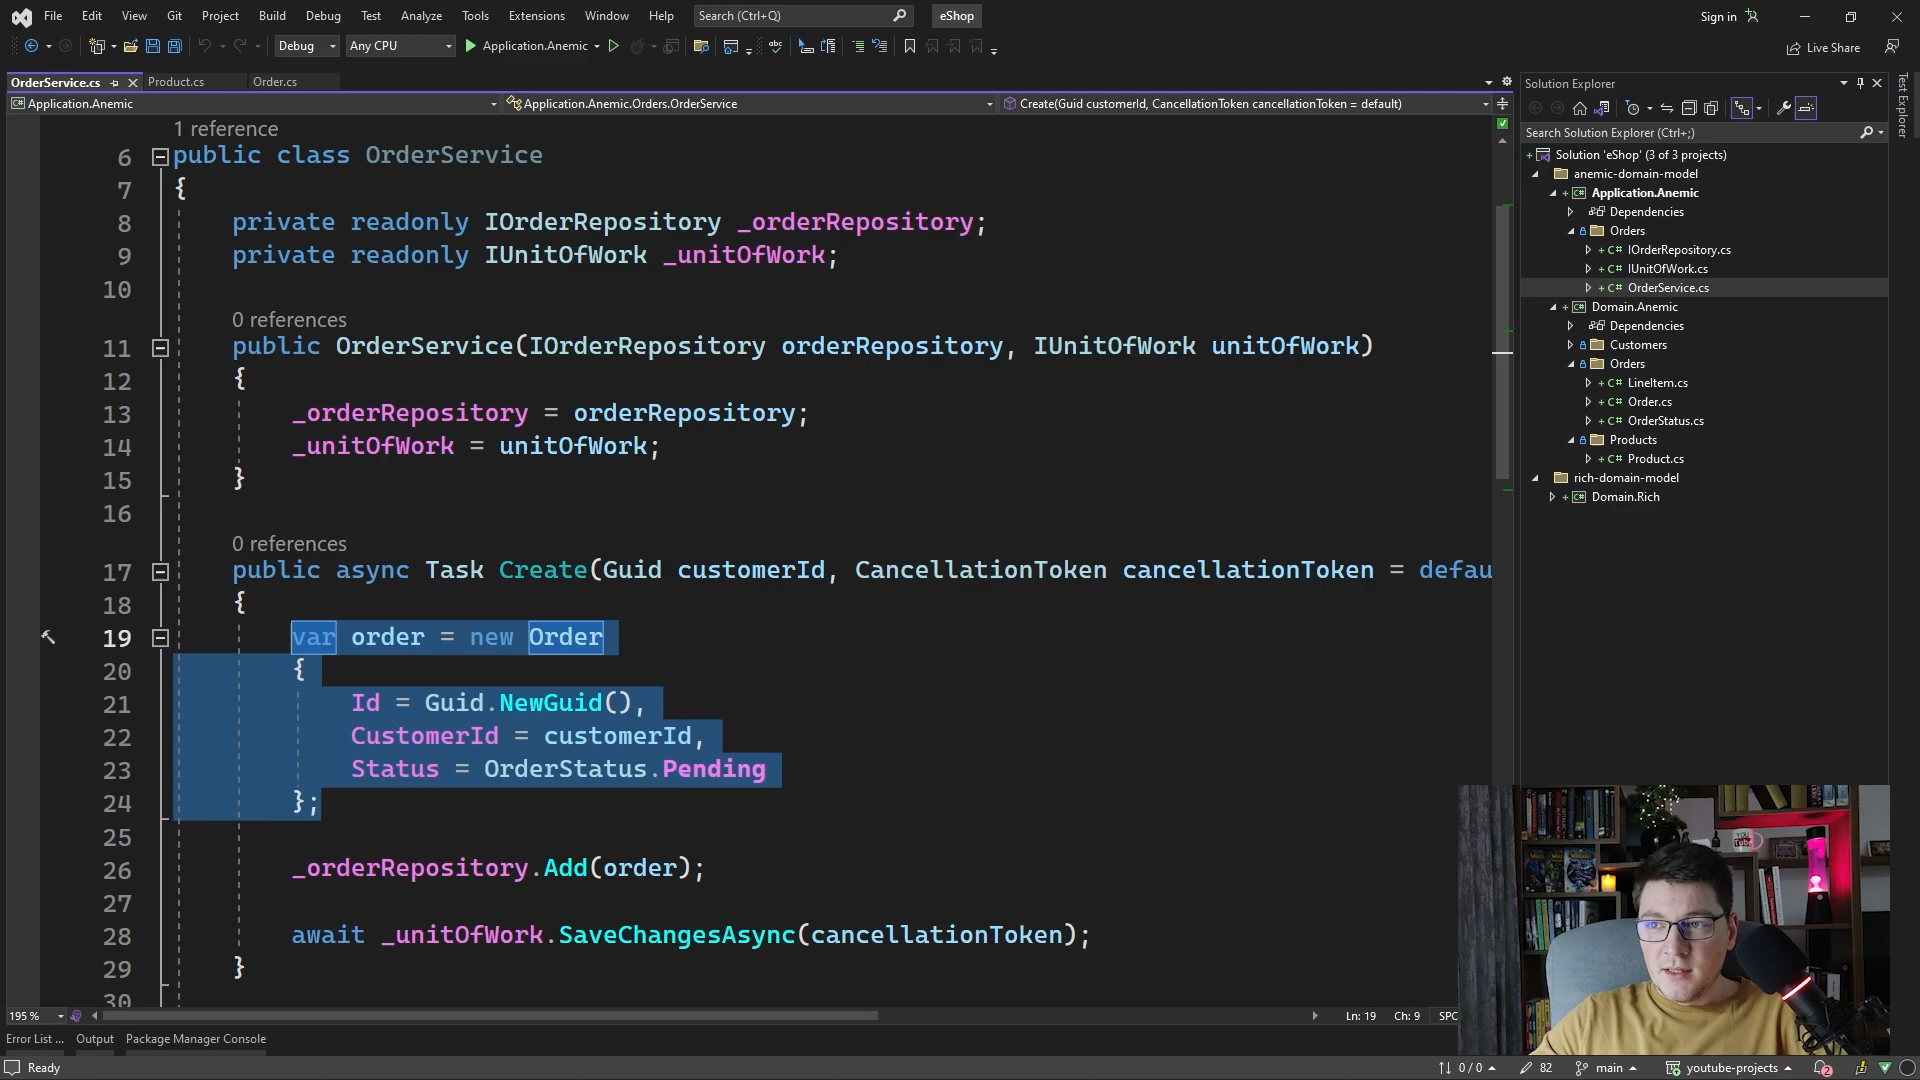 File Edit View Git Project Build Debug Test Analyze Tools Extensions Window Help Search (Ctrl+Q) eShop Sign in
Debug Any CPU Application.Anemic Live Share
OrderService.cs Product.cs Order.cs
Application.Anemic Application.Anemic.Orders.OrderService Create(Guid customerId, CancellationToken cancellationToken = default)
1 reference
6 public class OrderService
7 {
8 private readonly IOrderRepository _orderRepository;
9 private readonly IUnitOfWork _unitOfWork;
10
0 references
11 public OrderService(IOrderRepository orderRepository, IUnitOfWork unitOfWork)
12 {
13 _orderRepository = orderRepository;
14 _unitOfWork = unitOfWork;
15 }
16
0 references
17 public async Task Create(Guid customerId, CancellationToken cancellationToken = defau
18 {
19 var order = new Order
20 {
21 Id = Guid.NewGuid(),
22 CustomerId = customerId,
23 Status = OrderStatus.Pending
24 };
25
26 _orderRepository.Add(order);
27
28 await _unitOfWork.SaveChangesAsync(cancellationToken);
29 }
30
195 % Ln: 19 Ch: 9 SPC
Error List ... Output Package Manager Console
Ready 0 / 0 82 main youtube-projects 2
Solution Explorer
Search Solution Explorer (Ctrl+;)
Solution 'eShop' (3 of 3 projects)
anemic-domain-model
C# Application.Anemic
Dependencies
Orders
C# IOrderRepository.cs
C# IUnitOfWork.cs
C# OrderService.cs
C# Domain.Anemic
Dependencies
Customers
Orders
C# LineItem.cs
C# Order.cs
C# OrderStatus.cs
Products
C# Product.cs
rich-domain-model
C# Domain.Rich
Test Explorer
YOU
Tube